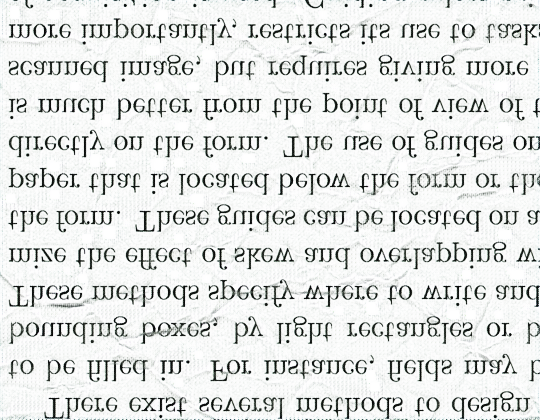 There exist several methods to design
to be filled in. For instance, fields may b
bounding boxes, by light rectangles or b
These methods specify where to write and
mize the effect of skew and overlapping wi
the form. These guides can be located on a
paper that is located below the form or the
directly on the form. The use of guides on
is much better from the point of view of t
scanned image, but requires giving more
more importantly, restricts its use to tasks